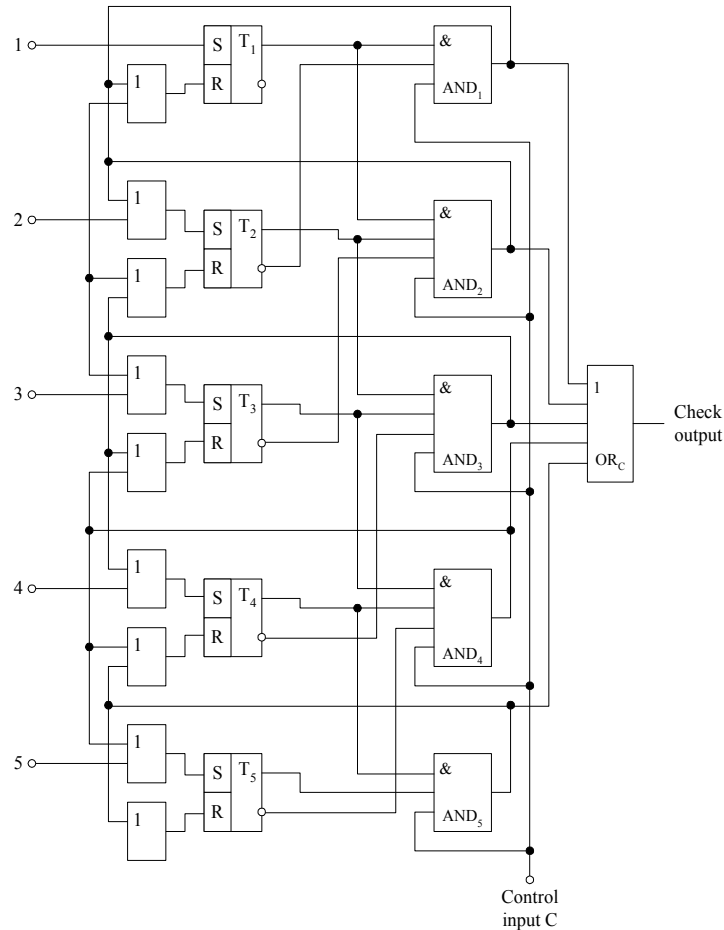 1
S T1
&
1
R
AND1
1
2
S T2
&
1
R
AND2
1
3
S T3
&
1
Check
output
1
R
AND3
ORC
1
4
S T4
&
1
R
AND4
1
5
S T5
&
1
R
AND5
Control
input C